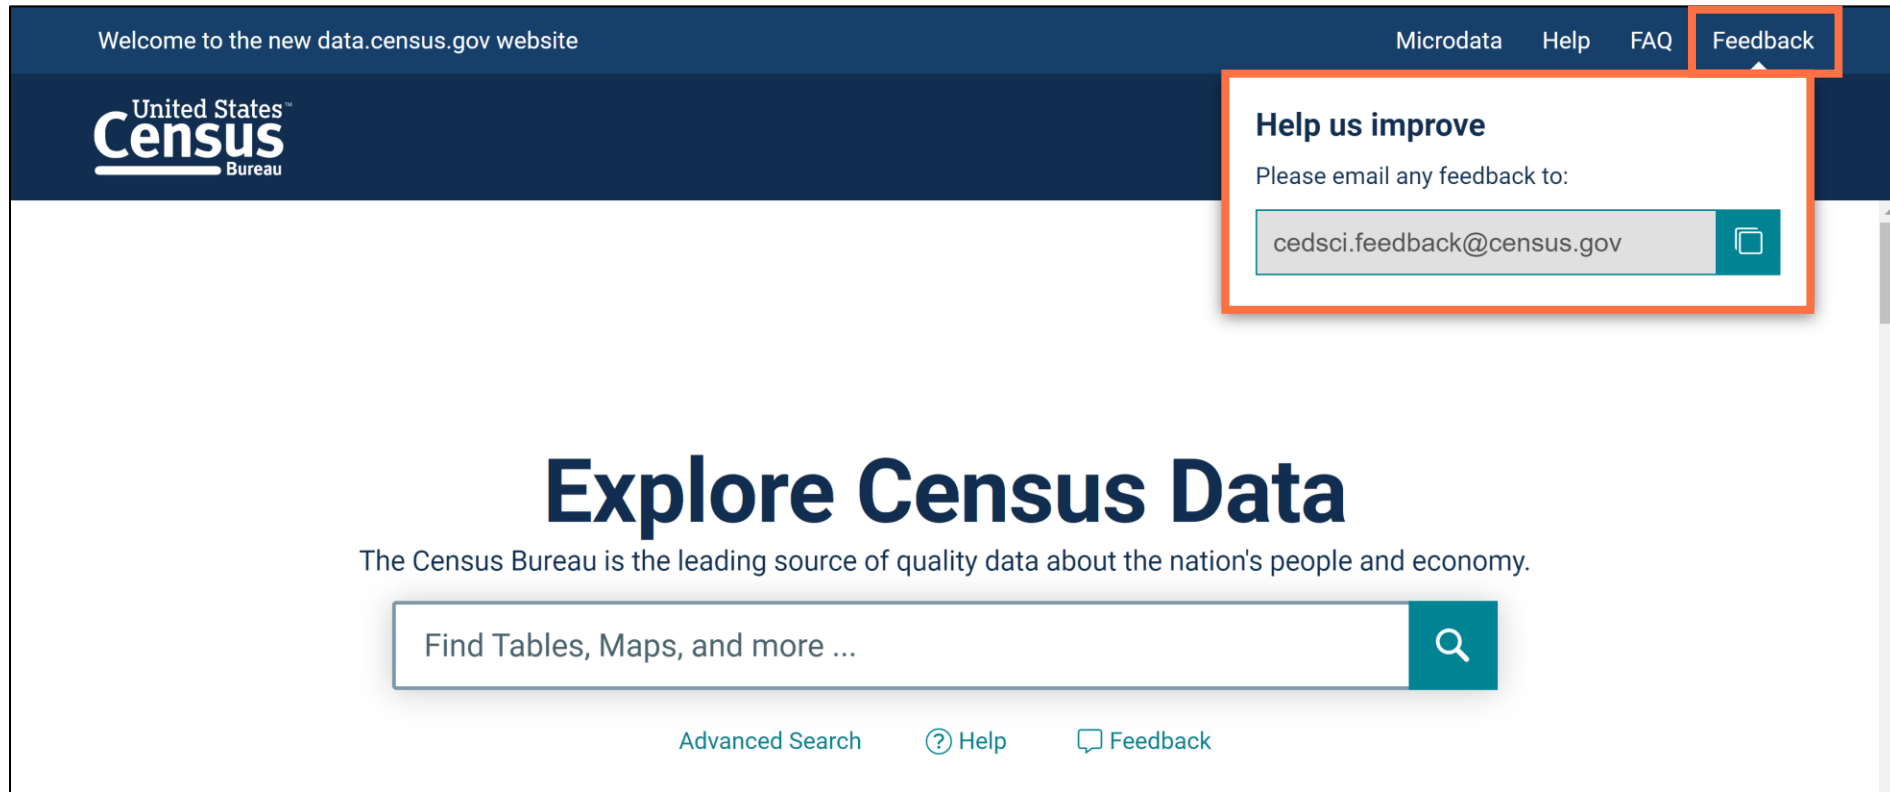 Welcome to the new data.census.gov website
Microdata Help FAQ Feedback
United States™
Census
Bureau
Help us improve
Please email any feedback to:
cedsci.feedback@census.gov
Explore Census Data
The Census Bureau is the leading source of quality data about the nation's people and economy.
Find Tables, Maps, and more ...
Advanced Search ? Help Feedback